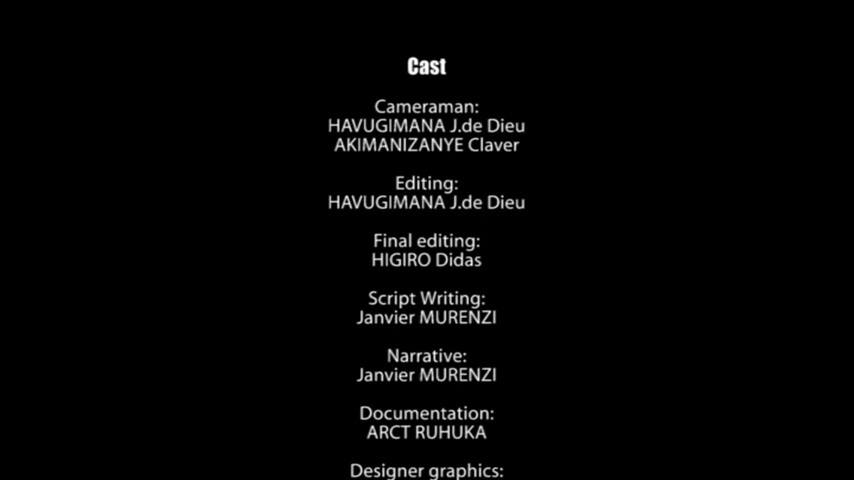 Cast
Cameraman:
HAVUGIMANA J.de Dieu
AKIMANIZANYE Claver
Editing:
HAVUGIMANA J.de Dieu
Final editing:
HIGIRO Didas
Script Writing:
Janvier MURENZI
Narrative:
Janvier MURENZI
Documentation:
ARCT RUHUKA
Designer graphics: